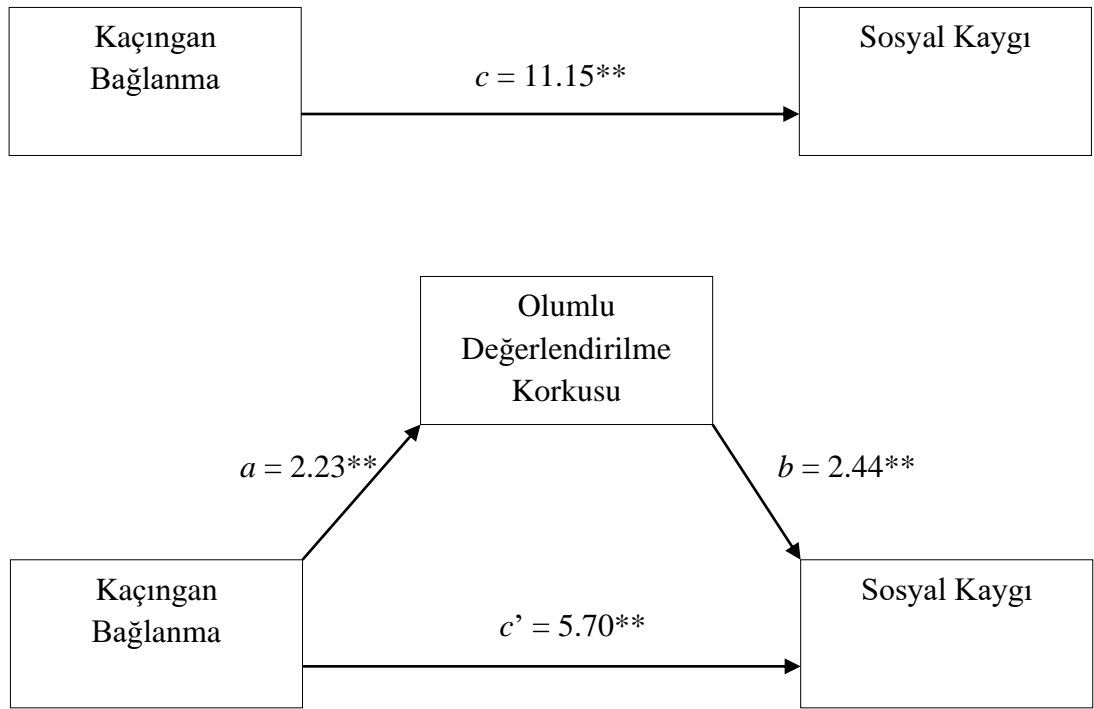 Kaçıngan
Bağlanma
c = 11.15**
Sosyal Kaygı
Olumlu
Değerlendirilme
Korkusu
a = 2.23**
b = 2.44**
Kaçıngan
Bağlanma
c’ = 5.70**
Sosyal Kaygı